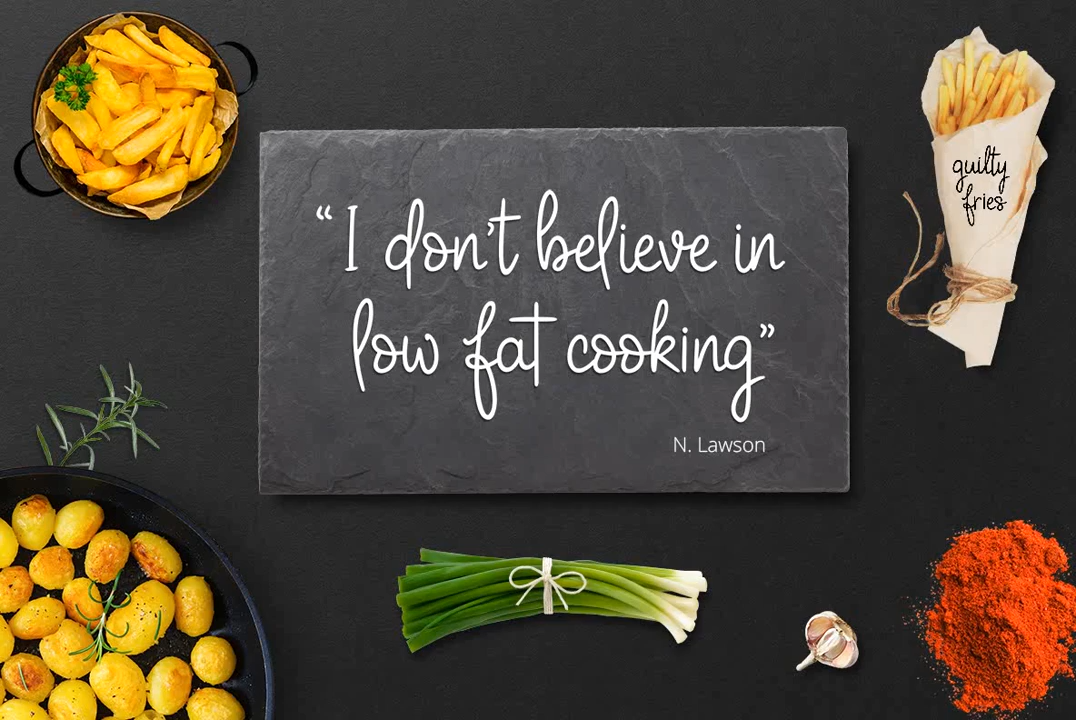 “I don't believe in
low fat cooking”
N. Lawson
guilty
fries